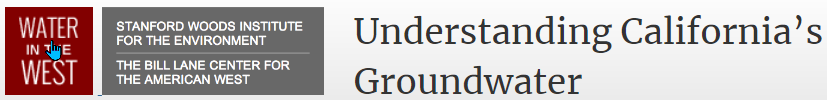 WATER
IN THE
WEST
STANFORD WOODS INSTITUTE
FOR THE ENVIRONMENT
THE BILL LANE CENTER FOR
THE AMERICAN WEST
Understanding California’s
Groundwater